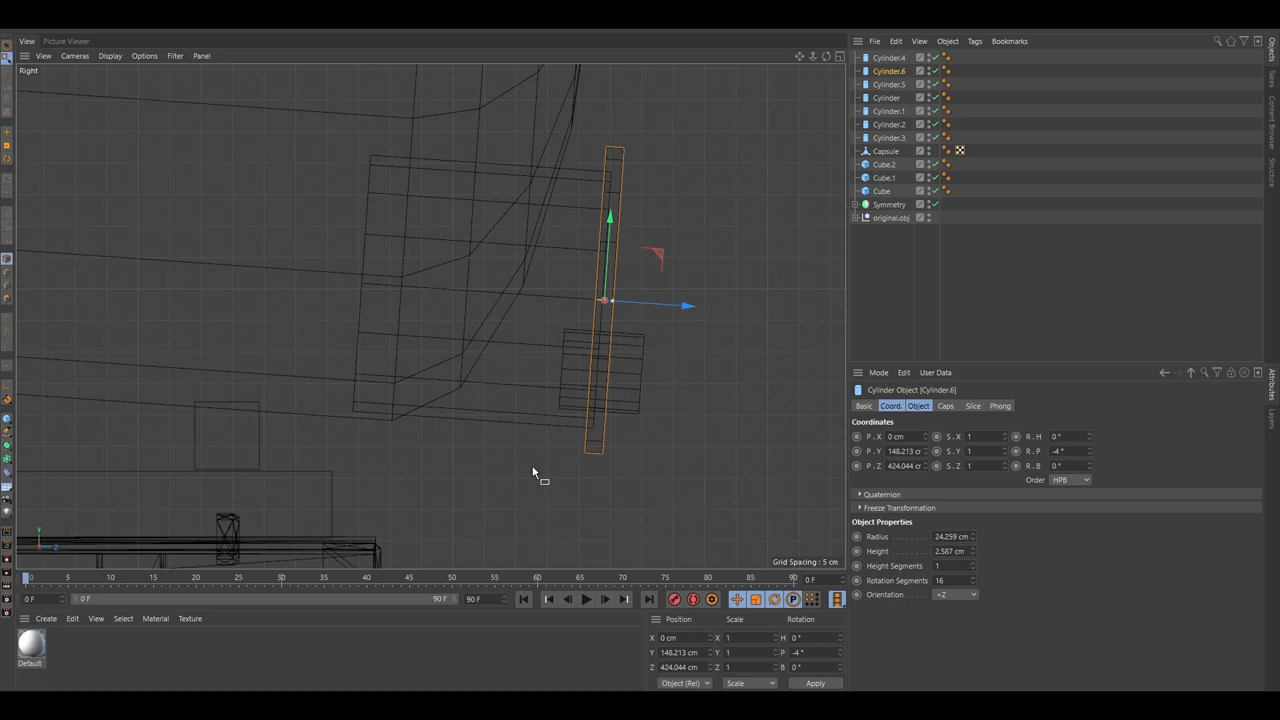 View Picture Viewer
View Cameras Display Options Filter Panel
Right
Y
Z
Grid Spacing : 5 cm
0 5 10 15 20 25 30 35 40 45 50 55 60 65 70 75 80 85 90 0 F
0 F 0 F 90 F 90 F
Create Edit View Select Material Texture
Default
Position Scale Rotation
X 0 cm X 1 H 0 °
Y 148.213 cm Y 1 P -4 °
Z 424.044 cm Z 1 B 0 °
Object (Rel) Scale Apply
File Edit View Object Tags Bookmarks
Cylinder.4
Cylinder.6
Cylinder.5
Cylinder
Cylinder.1
Cylinder.2
Cylinder.3
Capsule
Cube.2
Cube.1
Cube
Symmetry
original.obj
Mode Edit User Data
Cylinder Object [Cylinder.6]
Basic Coord. Object Caps Slice Phong
Coordinates
P . X 0 cm S . X 1 R . H 0 °
P . Y 148.213 c S . Y 1 R . P -4 °
P . Z 424.044 c S . Z 1 R . B 0 °
Order HPB
Quaternion
Freeze Transformation
Object Properties
Radius . . . . . . . . 24.259 cm
Height . . . . . . . . 2.587 cm
Height Segments 1
Rotation Segments 16
Orientation . . . . +Z
Objects
Takes
Content Browser
Structure
Attributes
Layers